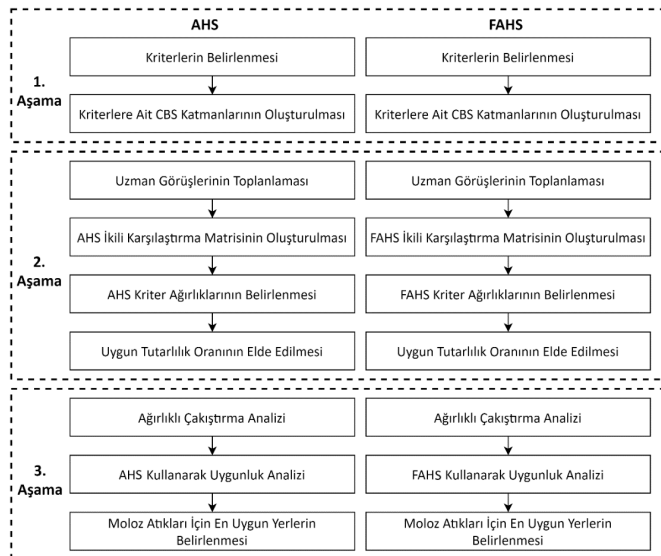 AHS
FAHS
1.
Aşama
Kriterlerin Belirlenmesi
Kriterlerin Belirlenmesi
Kriterlere Ait CBS Katmanlarının Oluşturulması
Kriterlere Ait CBS Katmanlarının Oluşturulması
2.
Aşama
Uzman Görüşlerinin Toplanlaması
Uzman Görüşlerinin Toplanlaması
AHS İkili Karşılaştırma Matrisinin Oluşturulması
FAHS İkili Karşılaştırma Matrisinin Oluşturulması
AHS Kriter Ağırlıklarının Belirlenmesi
FAHS Kriter Ağırlıklarının Belirlenmesi
Uygun Tutarlılık Oranının Elde Edilmesi
Uygun Tutarlılık Oranının Elde Edilmesi
3.
Aşama
Ağırlıklı Çakıştırma Analizi
Ağırlıklı Çakıştırma Analizi
AHS Kullanarak Uygunluk Analizi
FAHS Kullanarak Uygunluk Analizi
Moloz Atıkları İçin En Uygun Yerlerin
Belirlenmesi
Moloz Atıkları İçin En Uygun Yerlerin
Belirlenmesi